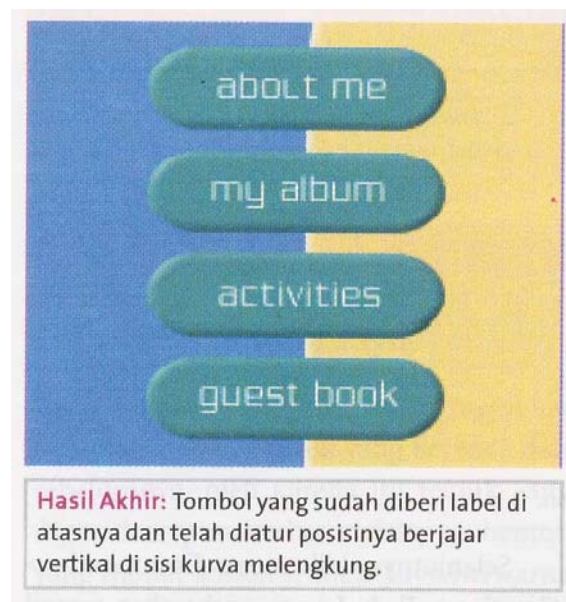 about me
my album
activities
guest book
Hasil Akhir: Tombol yang sudah diberi label di
atasnya dan telah diatur posisinya berjajar
vertikal di sisi kurva melengkung.